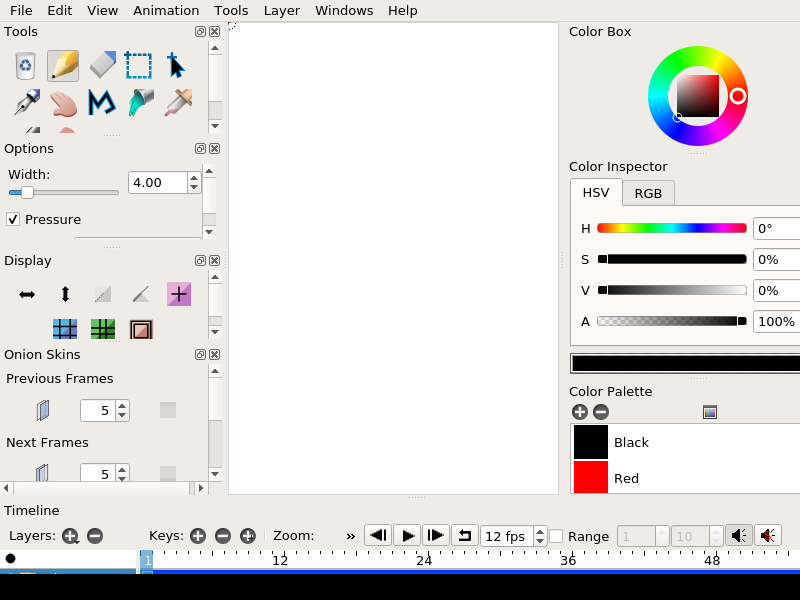 File Edit View Animation Tools Layer Windows Help
Tools
Options
Width:
4.00
Pressure
Display
Onion Skins
Previous Frames
5
Next Frames
5
Color Box
Color Inspector
HSV RGB
H 0°
S 0%
V 0%
A 100%
Color Palette
Black
Red
Timeline
Layers: Keys: Zoom: » 12 fps Range 1 10
1 12 24 36 48